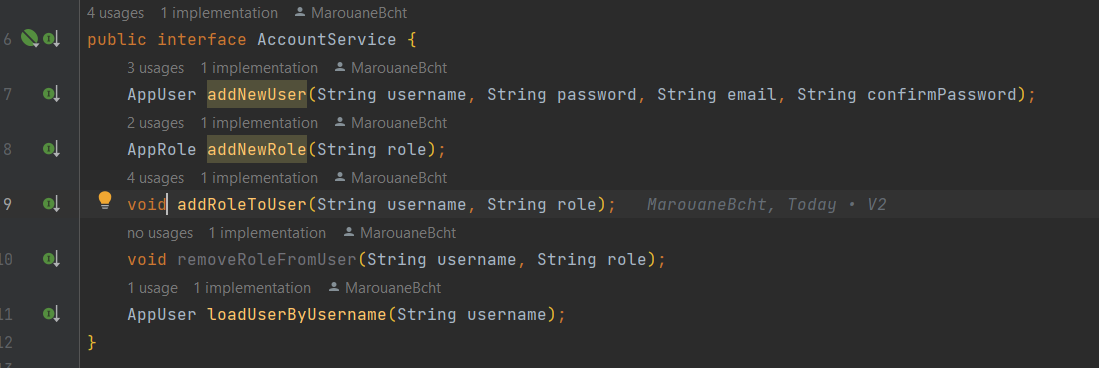 4 usages 1 implementation MarouaneBcht
6 public interface AccountService {
3 usages 1 implementation MarouaneBcht
7 AppUser addNewUser(String username, String password, String email, String confirmPassword);
2 usages 1 implementation MarouaneBcht
8 AppRole addNewRole(String role);
4 usages 1 implementation MarouaneBcht
9 void addRoleToUser(String username, String role); MarouaneBcht, Today • V2
no usages 1 implementation MarouaneBcht
10 void removeRoleFromUser(String username, String role);
1 usage 1 implementation MarouaneBcht
11 AppUser loadUserByUsername(String username);
12 }
13